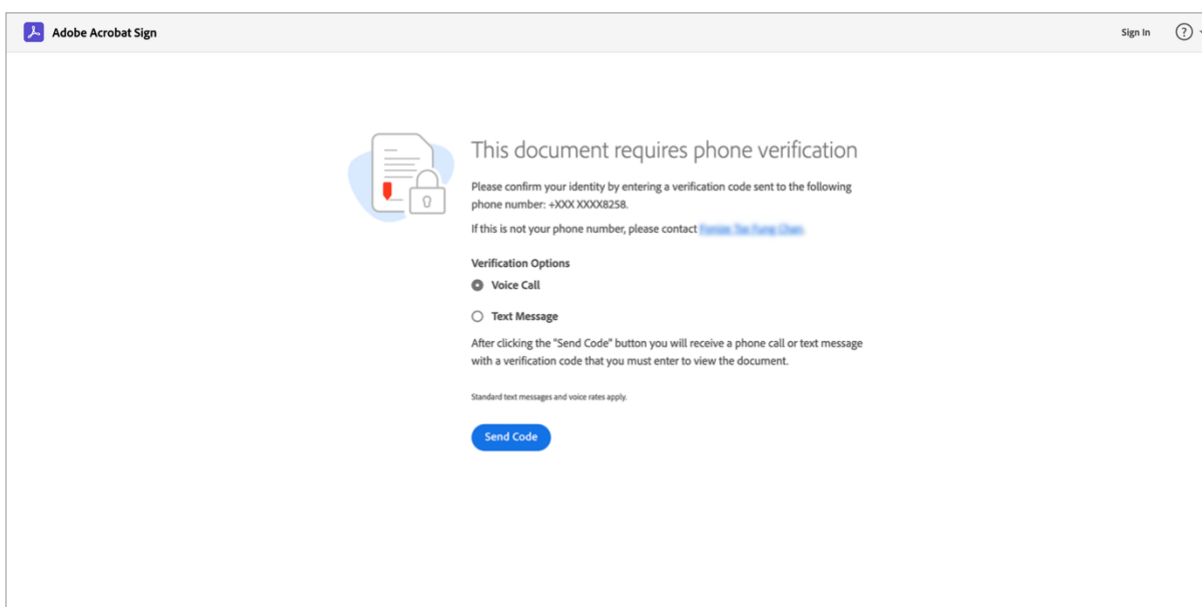 Adobe Acrobat Sign
Sign In
?
This document requires phone verification
Please confirm your identity by entering a verification code sent to the following
phone number: +XXX XXXX8258.
If this is not your phone number, please contact
Verification Options
Voice Call
Text Message
After clicking the "Send Code" button you will receive a phone call or text message
with a verification code that you must enter to view the document.
Standard text messages and voice rates apply.
Send Code